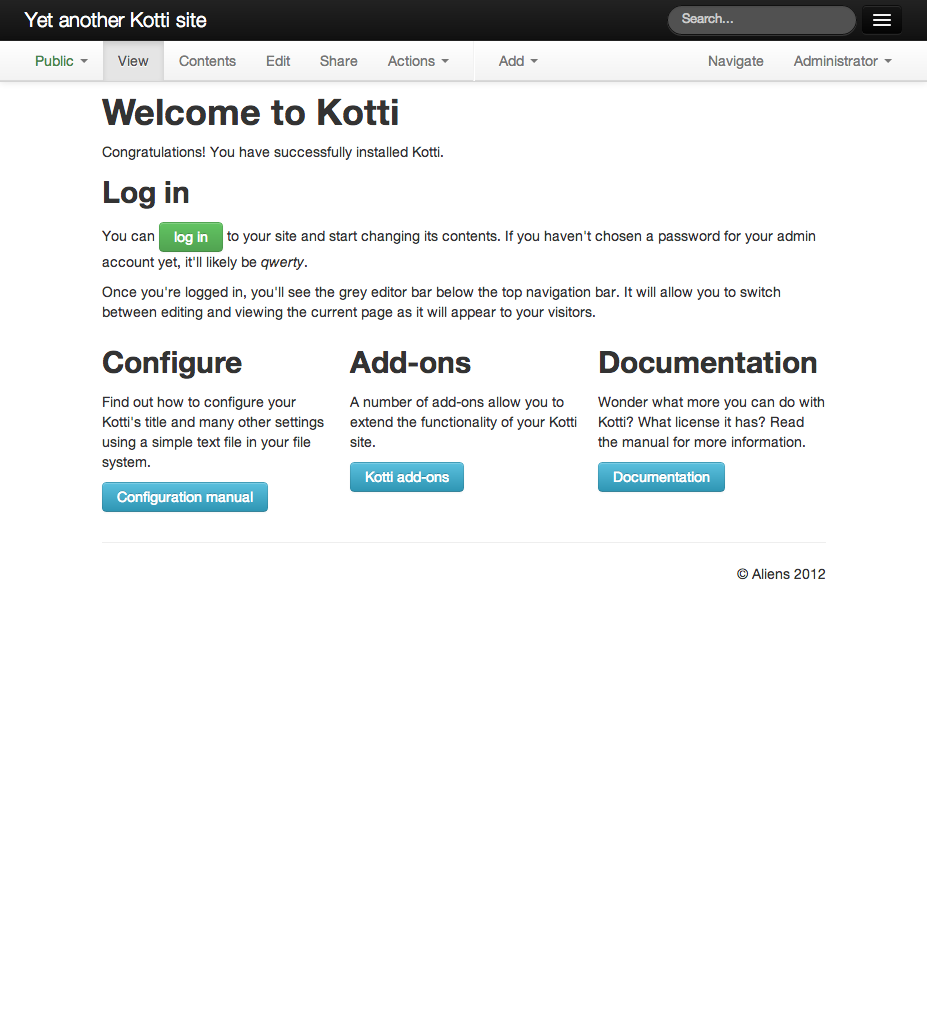 Yet another Kotti site
Search...
Public View Contents Edit Share Actions Add Navigate Administrator
Welcome to Kotti
Congratulations! You have successfully installed Kotti.
Log in
You can log in to your site and start changing its contents. If you haven't chosen a password for your admin
account yet, it'll likely be qwerty.
Once you're logged in, you'll see the grey editor bar below the top navigation bar. It will allow you to switch
between editing and viewing the current page as it will appear to your visitors.
Configure
Find out how to configure your
Kotti's title and many other settings
using a simple text file in your file
system.
Configuration manual
Add-ons
A number of add-ons allow you to
extend the functionality of your Kotti
site.
Kotti add-ons
Documentation
Wonder what more you can do with
Kotti? What license it has? Read
the manual for more information.
Documentation
© Aliens 2012